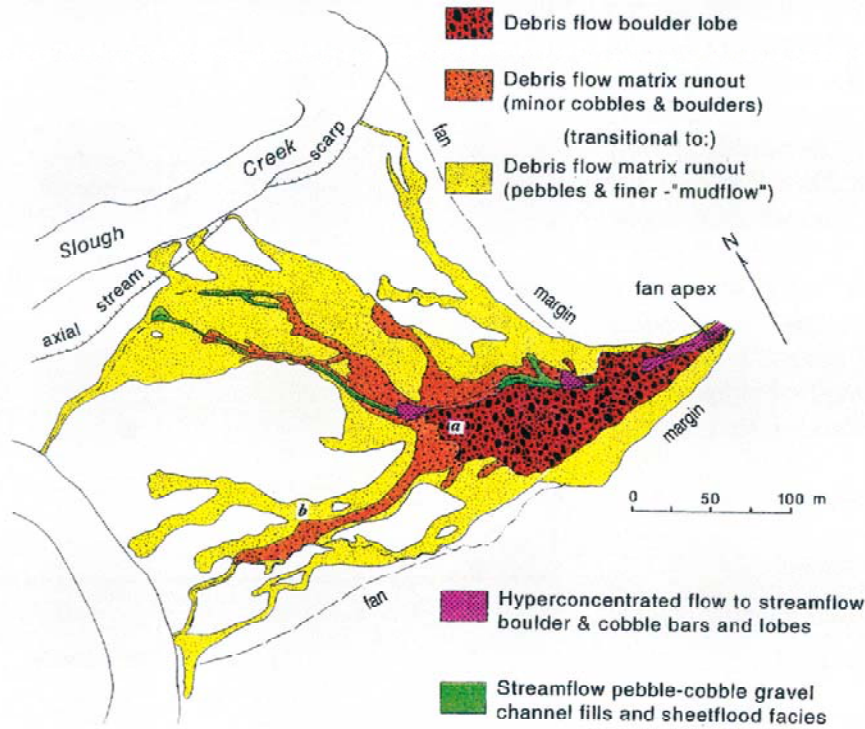 Debris flow boulder lobe
Debris flow matrix runout
(minor cobbles & boulders)
(transitional to:)
Debris flow matrix runout
(pebbles & finer -"mudflow")
Slough Creek
scarp
axial stream
fan
margin
N
fan apex
margin
a
b
0 50 100 m
fan
Hyperconcentrated flow to streamflow
boulder & cobble bars and lobes
Streamflow pebble-cobble gravel
channel fills and sheetflood facies